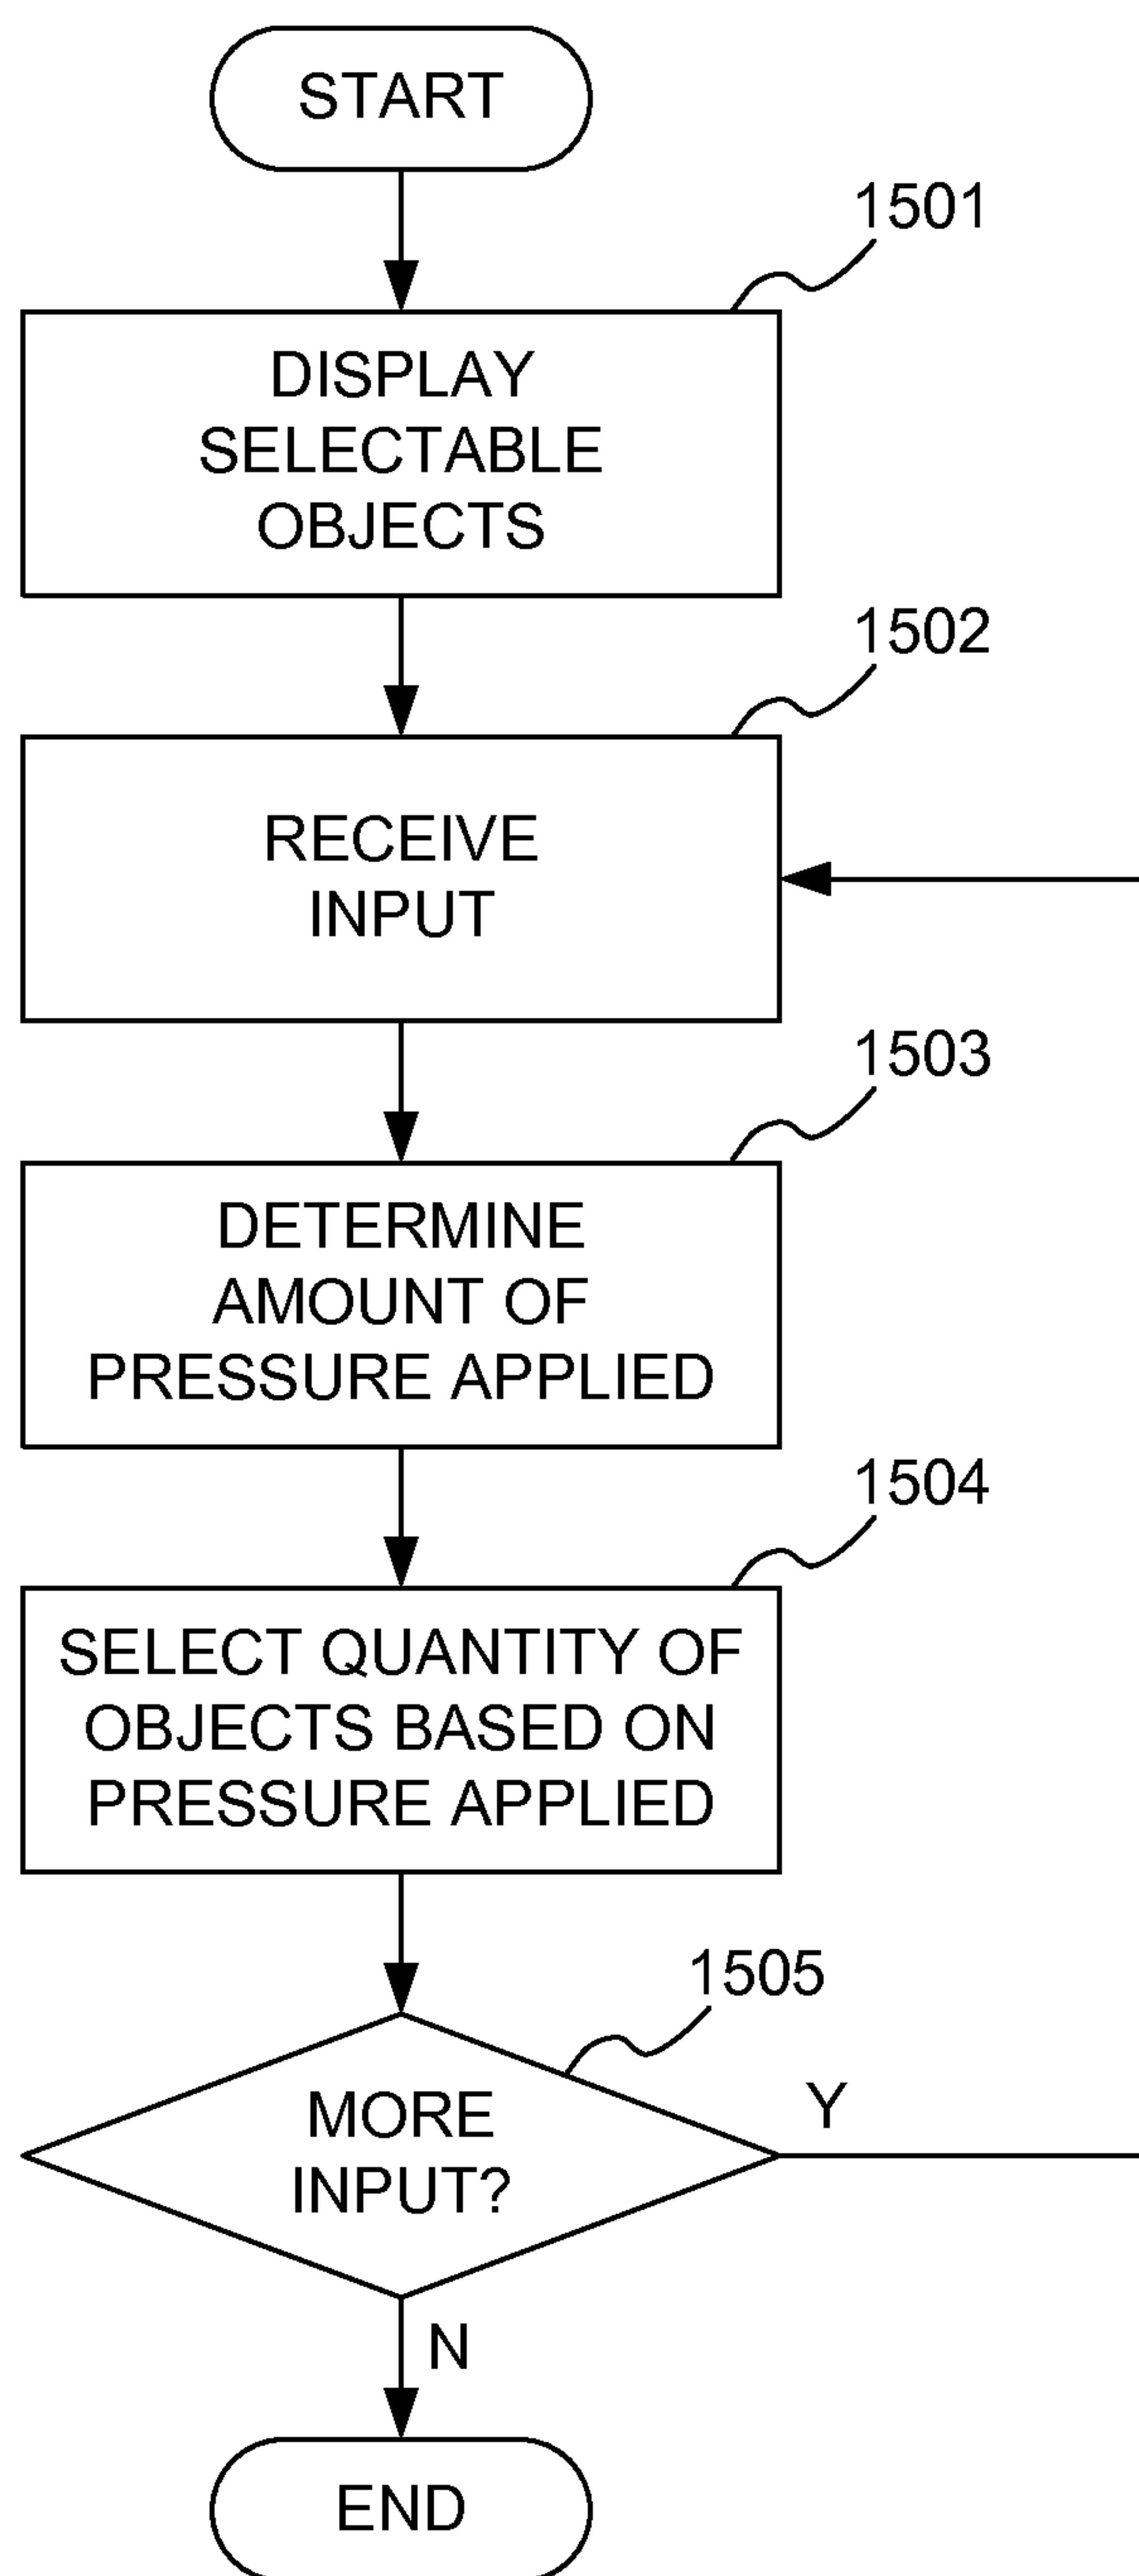 START
1501
DISPLAY
SELECTABLE
OBJECTS
1502
RECEIVE
INPUT
1503
DETERMINE
AMOUNT OF
PRESSURE APPLIED
1504
SELECT QUANTITY OF
OBJECTS BASED ON
PRESSURE APPLIED
1505
MORE
INPUT?
Y
N
END